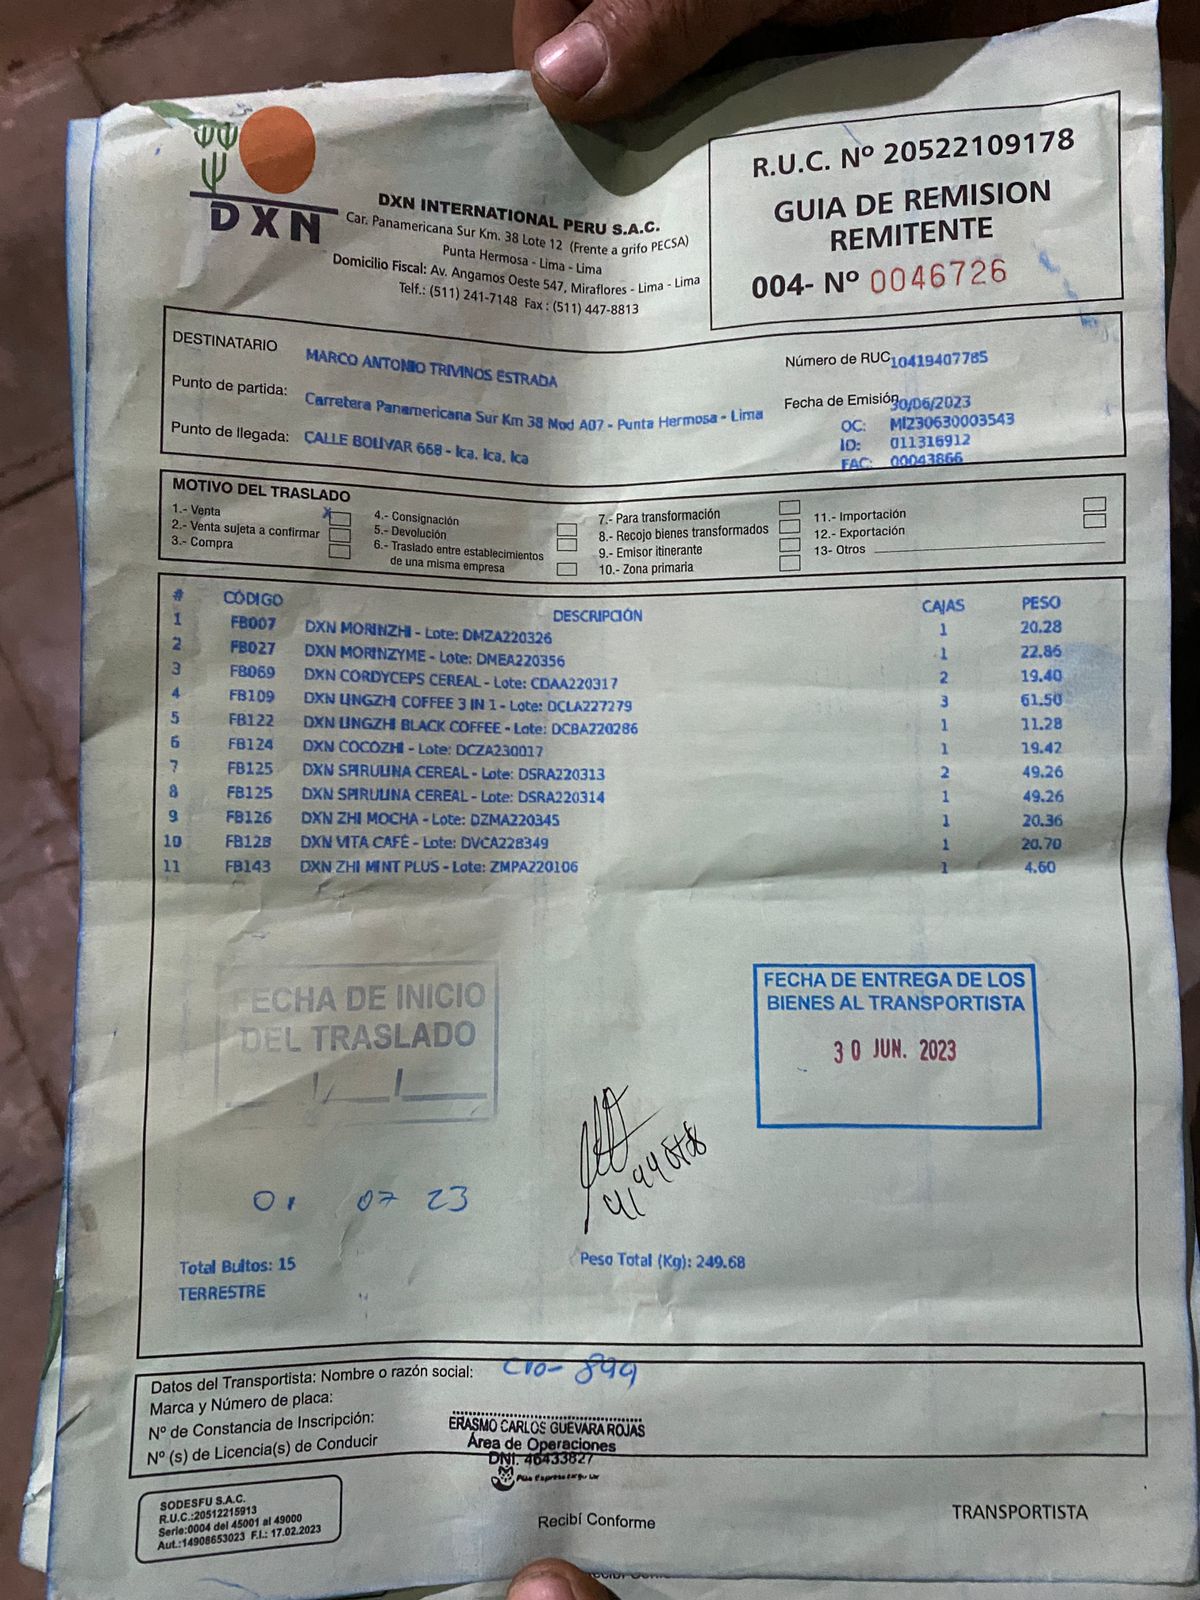 DXN
DXN INTERNATIONAL PERU S.A.C.
Car. Panamericana Sur Km. 38 Lote 12 (Frente a grifo PECSA)
Punta Hermosa - Lima - Lima
Domicilio Fiscal: Av. Angamos Oeste 547, Miraflores - Lima - Lima
Telf.: (511) 241-7148 Fax : (511) 447-8813
R.U.C. Nº 20522109178
GUIA DE REMISION
REMITENTE
004- Nº 0046726
DESTINATARIO MARCO ANTONIO TRIVINOS ESTRADA
Punto de partida: Carretera Panamericana Sur Km 38 Mod A07 - Punta Hermosa - Lima
Punto de llegada: CALLE BOLIVAR 668 - Ica, Ica, Ica
Número de RUC 10419407785
Fecha de Emisión 30/06/2023
OC: MI230630003543
ID: 011316912
FAC: 00043866
MOTIVO DEL TRASLADO
1.- Venta X
2.- Venta sujeta a confirmar
3.- Compra
4.- Consignación
5.- Devolución
6.- Traslado entre establecimientos
de una misma empresa
7.- Para transformación
8.- Recojo bienes transformados
9.- Emisor itinerante
10.- Zona primaria
11.- Importación
12.- Exportación
13- Otros
# CÓDIGO DESCRIPCIÓN CAJAS PESO
1 FB007 DXN MORINZHI - Lote: DMZA220326 1 20.28
2 FB027 DXN MORINZYME - Lote: DMEA220356 1 22.86
3 FB069 DXN CORDYCEPS CEREAL - Lote: CDAA220317 2 19.40
4 FB109 DXN LINGZHI COFFEE 3 IN 1 - Lote: DCLA227279 3 61.50
5 FB122 DXN LINGZHI BLACK COFFEE - Lote: DCBA220286 1 11.28
6 FB124 DXN COCOZHI - Lote: DCZA230017 1 19.42
7 FB125 DXN SPIRULINA CEREAL - Lote: DSRA220313 2 49.26
8 FB125 DXN SPIRULINA CEREAL - Lote: DSRA220314 1 49.26
9 FB126 DXN ZHI MOCHA - Lote: DZMA220345 1 20.36
10 FB128 DXN VITA CAFÉ - Lote: DVCA228349 1 20.70
11 FB143 DXN ZHI MINT PLUS - Lote: ZMPA220106 1 4.60
FECHA DE INICIO
DEL TRASLADO
FECHA DE ENTREGA DE LOS
BIENES AL TRANSPORTISTA
30 JUN. 2023
01 07 23
Total Bultos: 15
TERRESTRE
Peso Total (Kg): 249.68
Datos del Transportista: Nombre o razón social:
Marca y Número de placa:
Nº de Constancia de Inscripción:
Nº (s) de Licencia(s) de Conducir
ERASMO CARLOS GUEVARA ROJAS
Área de Operaciones
DNI. 46433827
SODESFU S.A.C.
R.U.C.:20512215913
Serie:0004 del 45001 al 49000
Aut.:14908653023 F.I.: 17.02.2023
Recibí Conforme
TRANSPORTISTA